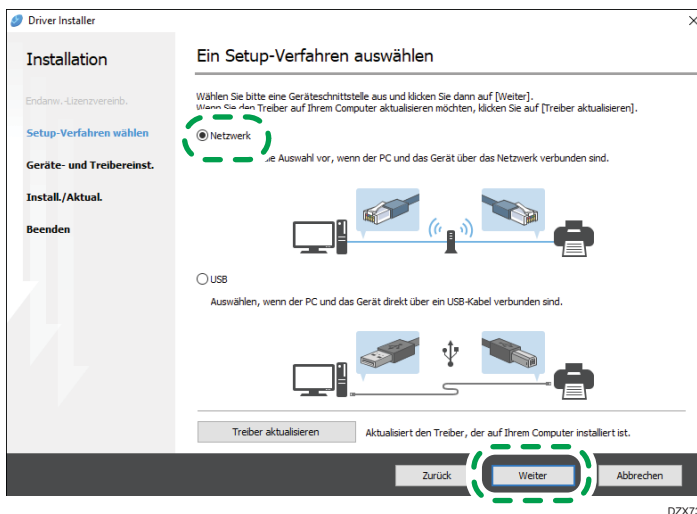 Driver Installer
Installation
Ein Setup-Verfahren auswählen
Endanw.-Lizenzvereinb.
Setup-Verfahren wählen
Geräte- und Treibereinst.
Install./Aktual.
Beenden
Wählen Sie bitte eine Geräteschnittstelle aus und klicken Sie dann auf [Weiter].
Wenn Sie den Treiber auf Ihrem Computer aktualisieren möchten, klicken Sie auf [Treiber aktualisieren].
Netzwerk
Auswahl vor, wenn der PC und das Gerät über das Netzwerk verbunden sind.
USB
Auswählen, wenn der PC und das Gerät direkt über ein USB-Kabel verbunden sind.
Treiber aktualisieren
Aktualisiert den Treiber, der auf Ihrem Computer installiert ist.
Zurück
Weiter
Abbrechen